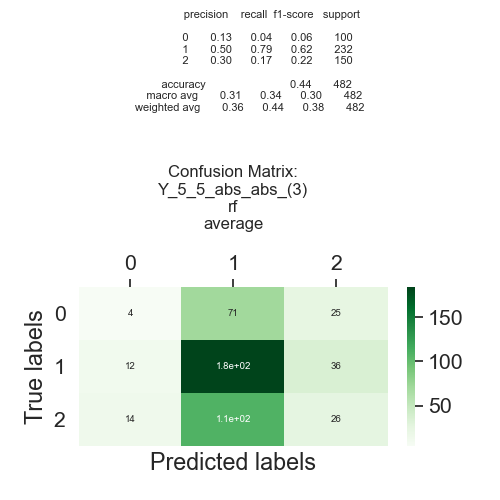 precision recall f1-score support
0 0.13 0.04 0.06 100
1 0.50 0.79 0.62 232
2 0.30 0.17 0.22 150
accuracy 0.44 482
macro avg 0.31 0.34 0.30 482
weighted avg 0.36 0.44 0.38 482
Confusion Matrix:
Y_5_5_abs_abs_(3)
rf
average
0 1 2
0 4 71 25
1 12 1.8e+02 36
2 14 1.1e+02 26
True labels
Predicted labels
150
100
50